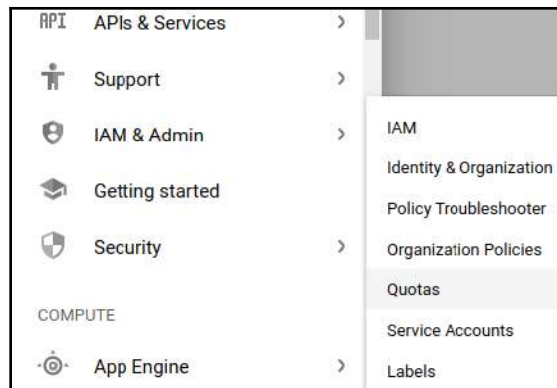 API APIs & Services
Support
IAM & Admin
Getting started
Security
COMPUTE
App Engine
IAM
Identity & Organization
Policy Troubleshooter
Organization Policies
Quotas
Service Accounts
Labels